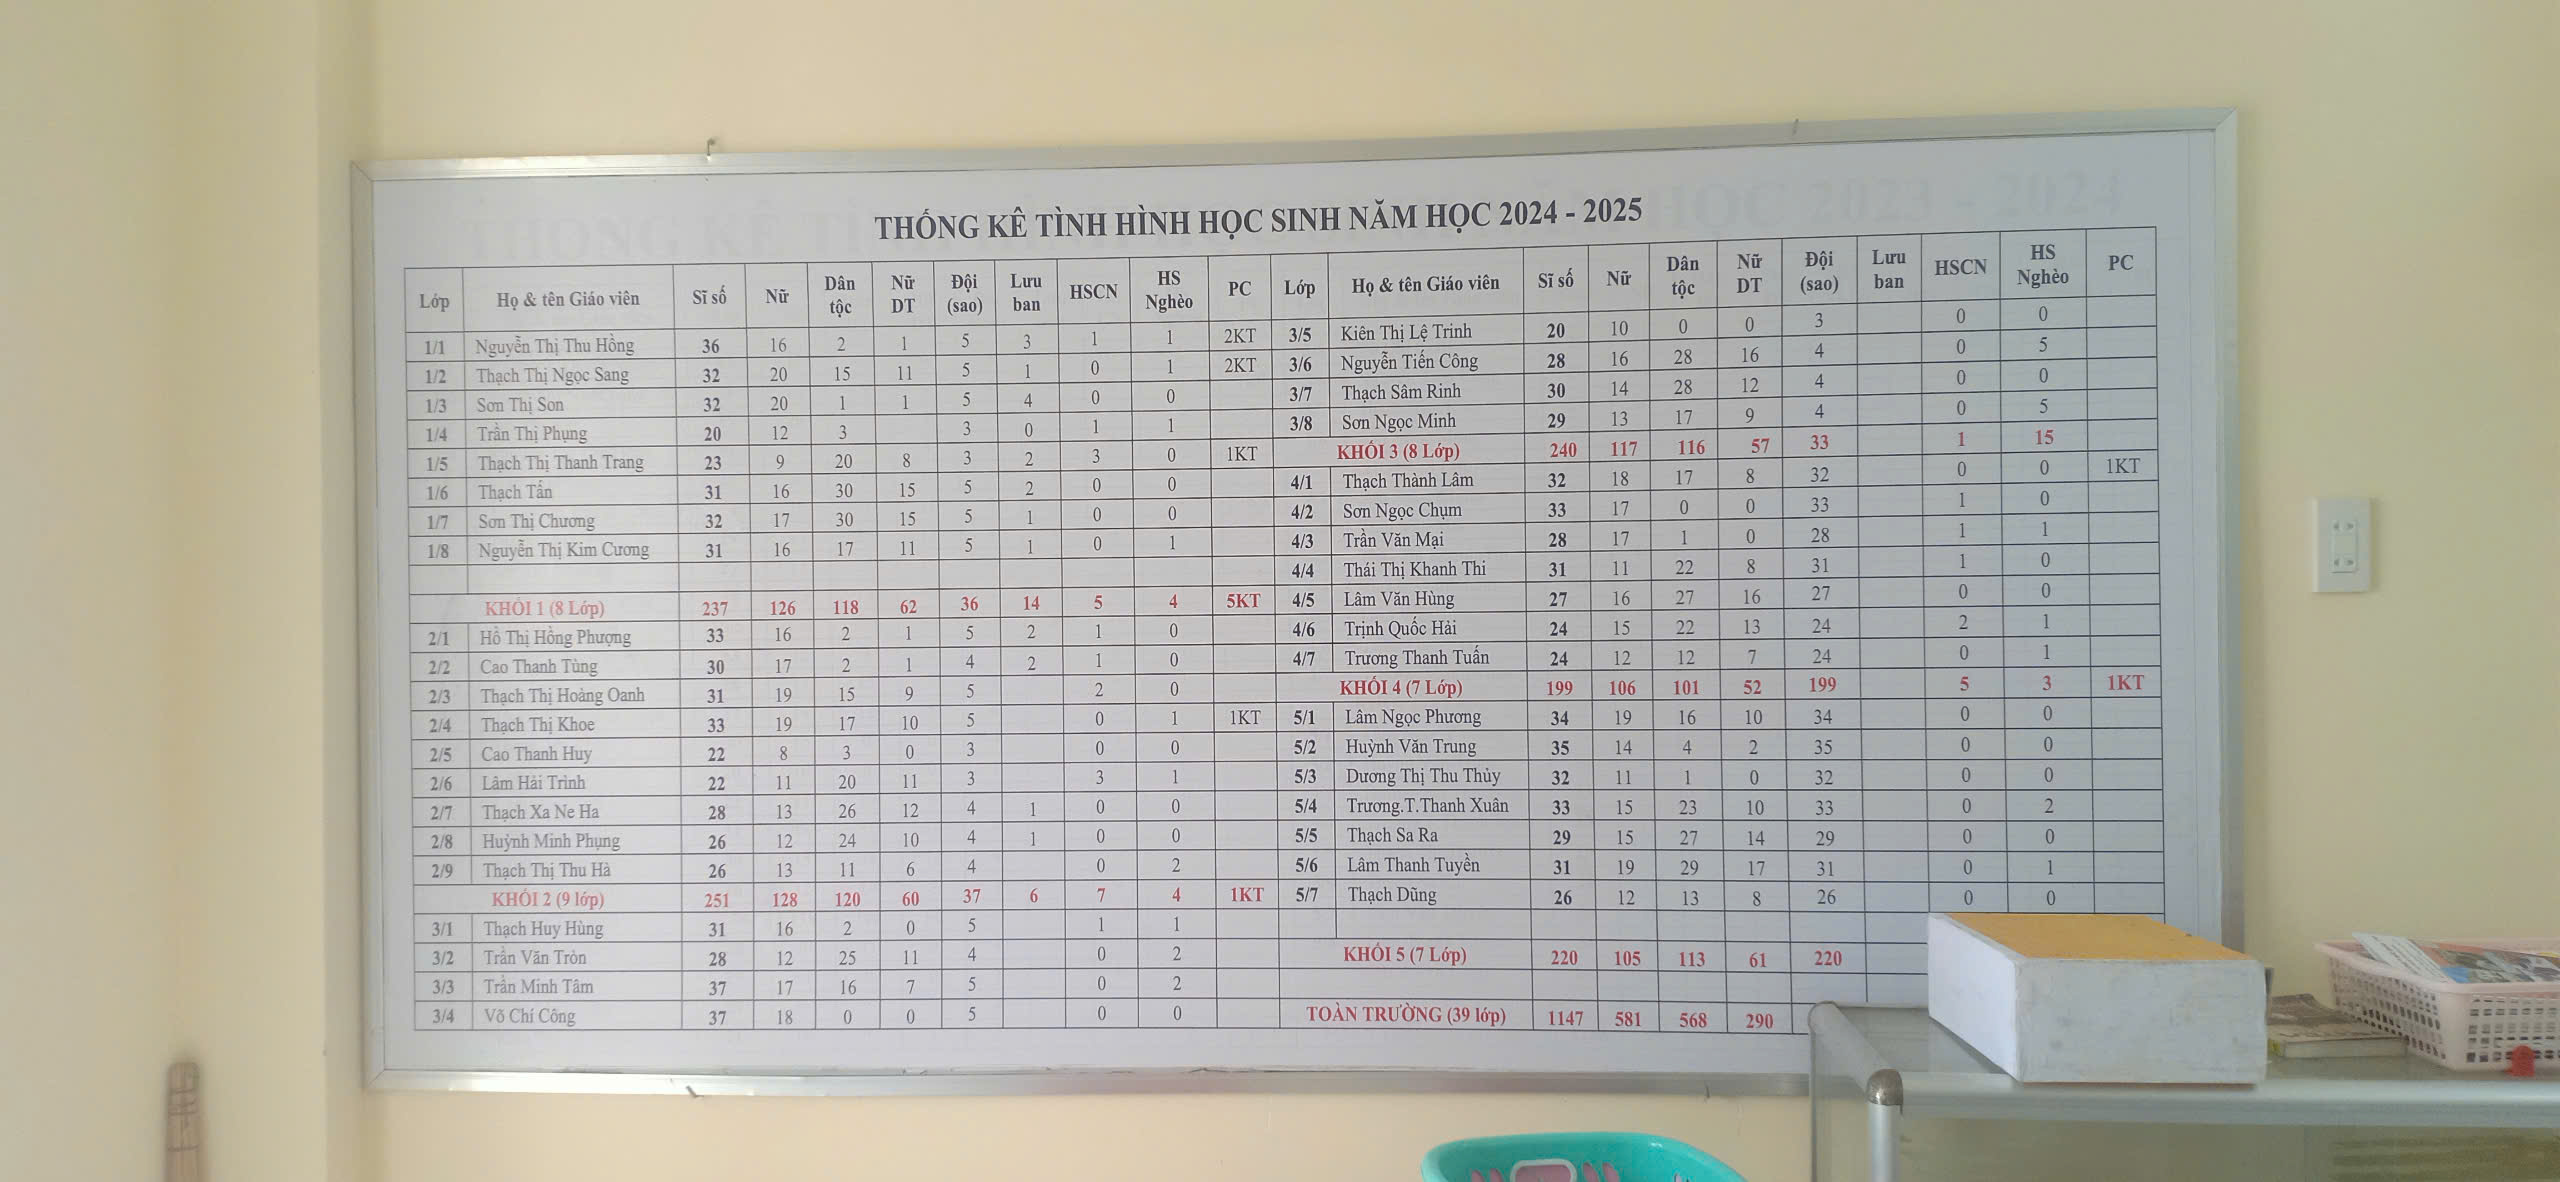 THỐNG KÊ TÌNH HÌNH HỌC SINH NĂM HỌC 2024 - 2025
Lớp Họ & tên Giáo viên Sĩ số Nữ Dân tộc Nữ DT Đội (sao) Lưu ban HSCN HS Nghèo PC
1/1 Nguyễn Thị Thu Hồng 36 16 2 1 5 3 1 1 2KT
1/2 Thạch Thị Ngọc Sang 32 20 15 11 5 1 0 1 2KT
1/3 Sơn Thị Son 32 20 1 1 5 4 0 0
1/4 Trần Thị Phụng 20 12 3 3 0 1 1
1/5 Thạch Thị Thanh Trang 23 9 20 8 3 2 3 0 1KT
1/6 Thạch Tấn 31 16 30 15 5 2 0 0
1/7 Sơn Thị Chương 32 17 30 15 5 1 0 0
1/8 Nguyễn Thị Kim Cương 31 16 17 11 5 1 0 1
KHỐI 1 (8 Lớp) 237 126 118 62 36 14 5 4 5KT
2/1 Hồ Thị Hồng Phượng 33 16 2 1 5 2 1 0
2/2 Cao Thanh Tùng 30 17 2 1 4 2 1 0
2/3 Thạch Thị Hoàng Oanh 31 19 15 9 5 2 0
2/4 Thạch Thị Khoe 33 19 17 10 5 0 1 1KT
2/5 Cao Thanh Huy 22 8 3 0 3 0 0
2/6 Lâm Hải Trình 22 11 20 11 3 3 1
2/7 Thạch Xa Ne Ha 28 13 26 12 4 1 0 0
2/8 Huỳnh Minh Phụng 26 12 24 10 4 1 0 0
2/9 Thạch Thị Thu Hà 26 13 11 6 4 0 2
KHỐI 2 (9 lớp) 251 128 120 60 37 6 7 4 1KT
3/1 Thạch Huy Hùng 31 16 2 0 5 1 1
3/2 Trần Văn Tròn 28 12 25 11 4 0 2
3/3 Trần Minh Tâm 37 17 16 7 5 0 2
3/4 Võ Chí Công 37 18 0 0 5 0 0
Lớp Họ & tên Giáo viên Sĩ số Nữ Dân tộc Nữ DT Đội (sao) Lưu ban HSCN HS Nghèo PC
3/5 Kiên Thị Lệ Trinh 20 10 0 0 3 0 0
3/6 Nguyễn Tiến Công 28 16 28 16 4 0 5
3/7 Thạch Sâm Rinh 30 14 28 12 4 0 0
3/8 Sơn Ngọc Minh 29 13 17 9 4 0 5
KHỐI 3 (8 Lớp) 240 117 116 57 33 1 15
4/1 Thạch Thành Lâm 32 18 17 8 32 0 0 1KT
4/2 Sơn Ngọc Chụm 33 17 0 0 33 1 0
4/3 Trần Văn Mại 28 17 1 0 28 1 1
4/4 Thái Thị Khanh Thi 31 11 22 8 31 1 0
4/5 Lâm Văn Hùng 27 16 27 16 27 0 0
4/6 Trịnh Quốc Hải 24 15 22 13 24 2 1
4/7 Trương Thanh Tuấn 24 12 12 7 24 0 1
KHỐI 4 (7 Lớp) 199 106 101 52 199 5 3 1KT
5/1 Lâm Ngọc Phương 34 19 16 10 34 0 0
5/2 Huỳnh Văn Trung 35 14 4 2 35 0 0
5/3 Dương Thị Thu Thủy 32 11 1 0 32 0 0
5/4 Trương.T.Thanh Xuân 33 15 23 10 33 0 2
5/5 Thạch Sa Ra 29 15 27 14 29 0 0
5/6 Lâm Thanh Tuyền 31 19 29 17 31 0 1
5/7 Thạch Dũng 26 12 13 8 26 0 0
KHỐI 5 (7 Lớp) 220 105 113 61 220
TOÀN TRƯỜNG (39 lớp) 1147 581 568 290